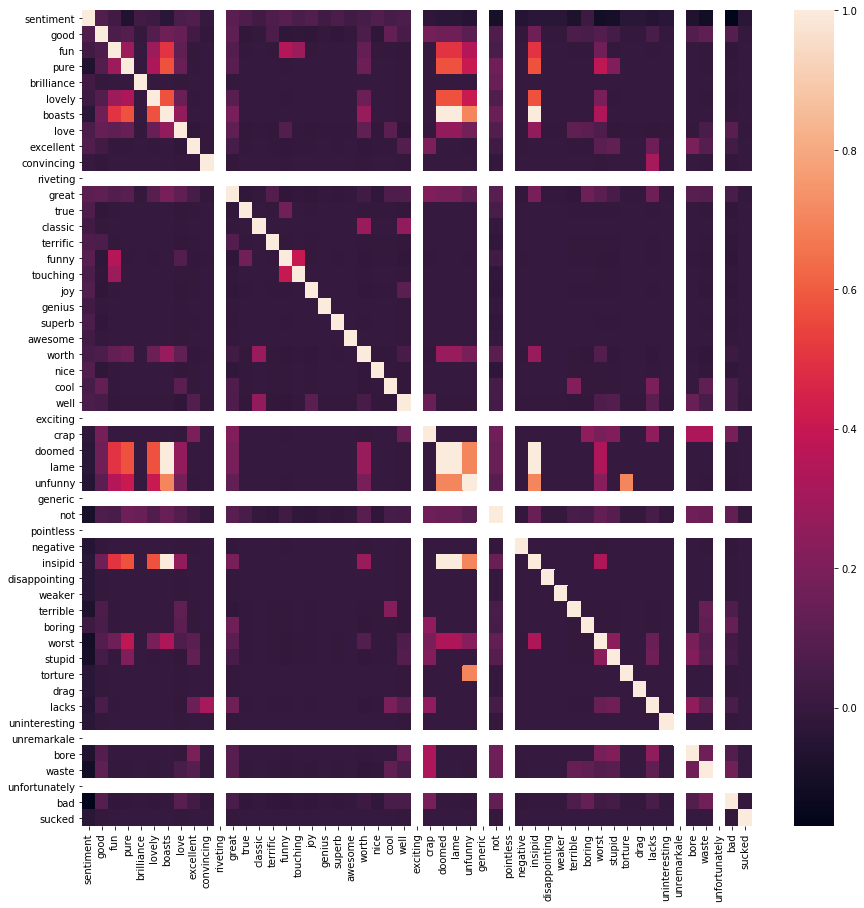 sentiment
good
fun
pure
brilliance
lovely
boasts
love
excellent
convincing
riveting
great
true
classic
terrific
funny
touching
joy
genius
superb
awesome
worth
nice
cool
well
exciting
crap
doomed
lame
unfunny
generic
not
pointless
negative
insipid
disappointing
weaker
terrible
boring
worst
stupid
torture
drag
lacks
uninteresting
unremarkale
bore
waste
unfortunately
bad
sucked
sentiment
good
fun
pure
brilliance
lovely
boasts
love
excellent
convincing
riveting
great
true
classic
terrific
funny
touching
joy
genius
superb
awesome
worth
nice
cool
well
exciting
crap
doomed
lame
unfunny
generic
not
pointless
negative
insipid
disappointing
weaker
terrible
boring
worst
stupid
torture
drag
lacks
uninteresting
unremarkale
bore
waste
unfortunately
bad
sucked
1.0
0.8
0.6
0.4
0.2
0.0